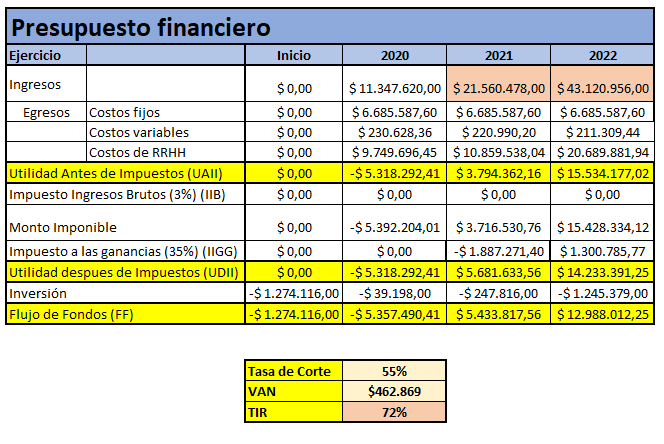 Presupuesto financiero
Ejercicio Inicio 2020 2021 2022
Ingresos $ 0,00 $ 11.347.620,00 $ 21.560.478,00 $ 43.120.956,00
Egresos Costos fijos $ 0,00 $ 6.685.587,60 $ 6.685.587,60 $ 6.685.587,60
Costos variables $ 0,00 $ 230.628,36 $ 220.990,20 $ 211.309,44
Costos de RRHH $ 0,00 $ 9.749.696,45 $ 10.859.538,04 $ 20.689.881,94
Utilidad Antes de Impuestos (UAII) $ 0,00 -$ 5.318.292,41 $ 3.794.362,16 $ 15.534.177,02
Impuesto Ingresos Brutos (3%) (IIB) $ 0,00 $ 0,00 $ 0,00 $ 0,00
Monto Imponible $ 0,00 -$ 5.392.204,01 $ 3.716.530,76 $ 15.428.334,12
Impuesto a las ganancias (35%) (IIGG) $ 0,00 $ 0,00 -$ 1.887.271,40 $ 1.300.785,77
Utilidad despues de Impuestos (UDII) $ 0,00 -$ 5.318.292,41 $ 5.681.633,56 $ 14.233.391,25
Inversión -$ 1.274.116,00 -$ 39.198,00 -$ 247.816,00 -$ 1.245.379,00
Flujo de Fondos (FF) -$ 1.274.116,00 -$ 5.357.490,41 $ 5.433.817,56 $ 12.988.012,25
Tasa de Corte 55%
VAN $462.869
TIR 72%